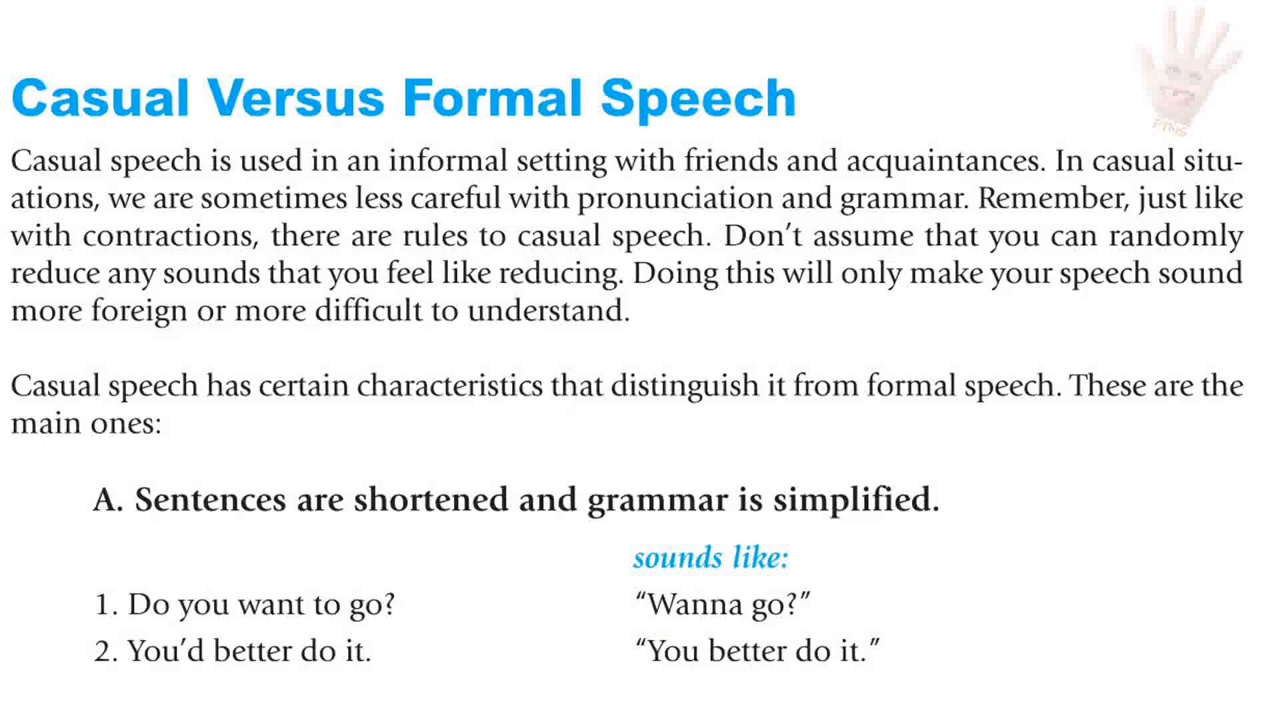 Casual Versus Formal Speech
Casual speech is used in an informal setting with friends and acquaintances. In casual situ-
ations, we are sometimes less careful with pronunciation and grammar. Remember, just like
with contractions, there are rules to casual speech. Don’t assume that you can randomly
reduce any sounds that you feel like reducing. Doing this will only make your speech sound
more foreign or more difficult to understand.
Casual speech has certain characteristics that distinguish it from formal speech. These are the
main ones:
A. Sentences are shortened and grammar is simplified.
sounds like:
1. Do you want to go? “Wanna go?”
2. You’d better do it. “You better do it.”